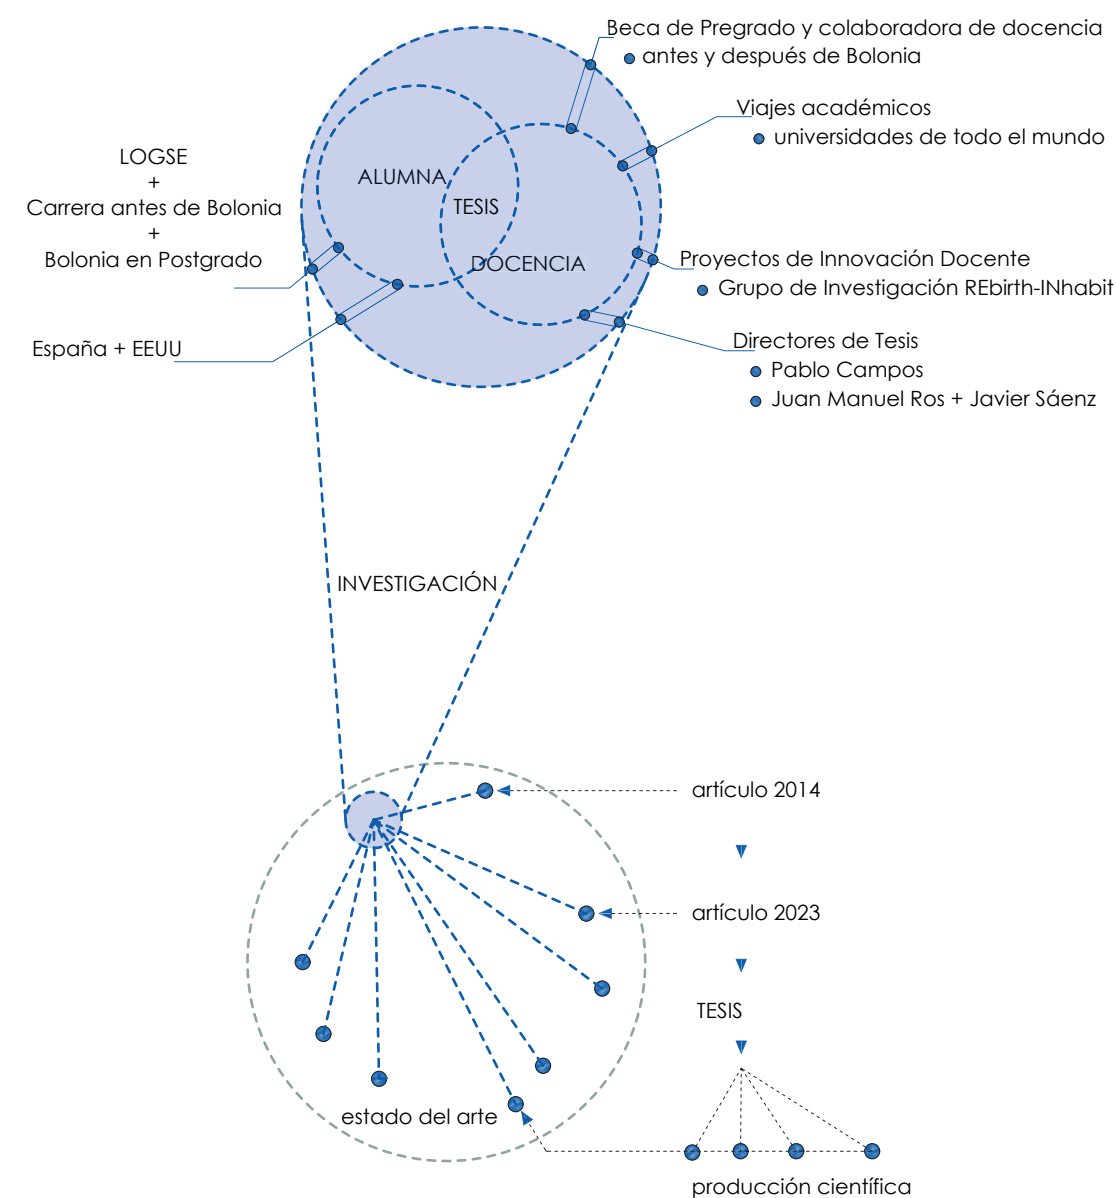 Beca de Pregrado y colaboradora de docencia
antes y después de Bolonia
Viajes académicos
universidades de todo el mundo
LOGSE
+
Carrera antes de Bolonia
+
Bolonia en Postgrado
España + EEUU
ALUMNA
TESIS
DOCENCIA
Proyectos de Innovación Docente
Grupo de Investigación REbirth-INhabit
Directores de Tesis
Pablo Campos
Juan Manuel Ros + Javier Sáenz
INVESTIGACIÓN
artículo 2014
artículo 2023
TESIS
estado del arte
producción científica